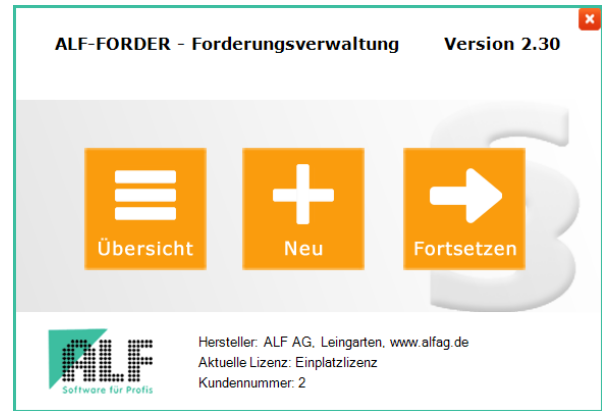 ALF-FORDER - Forderungsverwaltung Version 2.30
Übersicht
Neu
Fortsetzen
ALF
Software für Profis
Hersteller: ALF AG, Leingarten, www.alfag.de
Aktuelle Lizenz: Einplatzlizenz
Kundennummer: 2